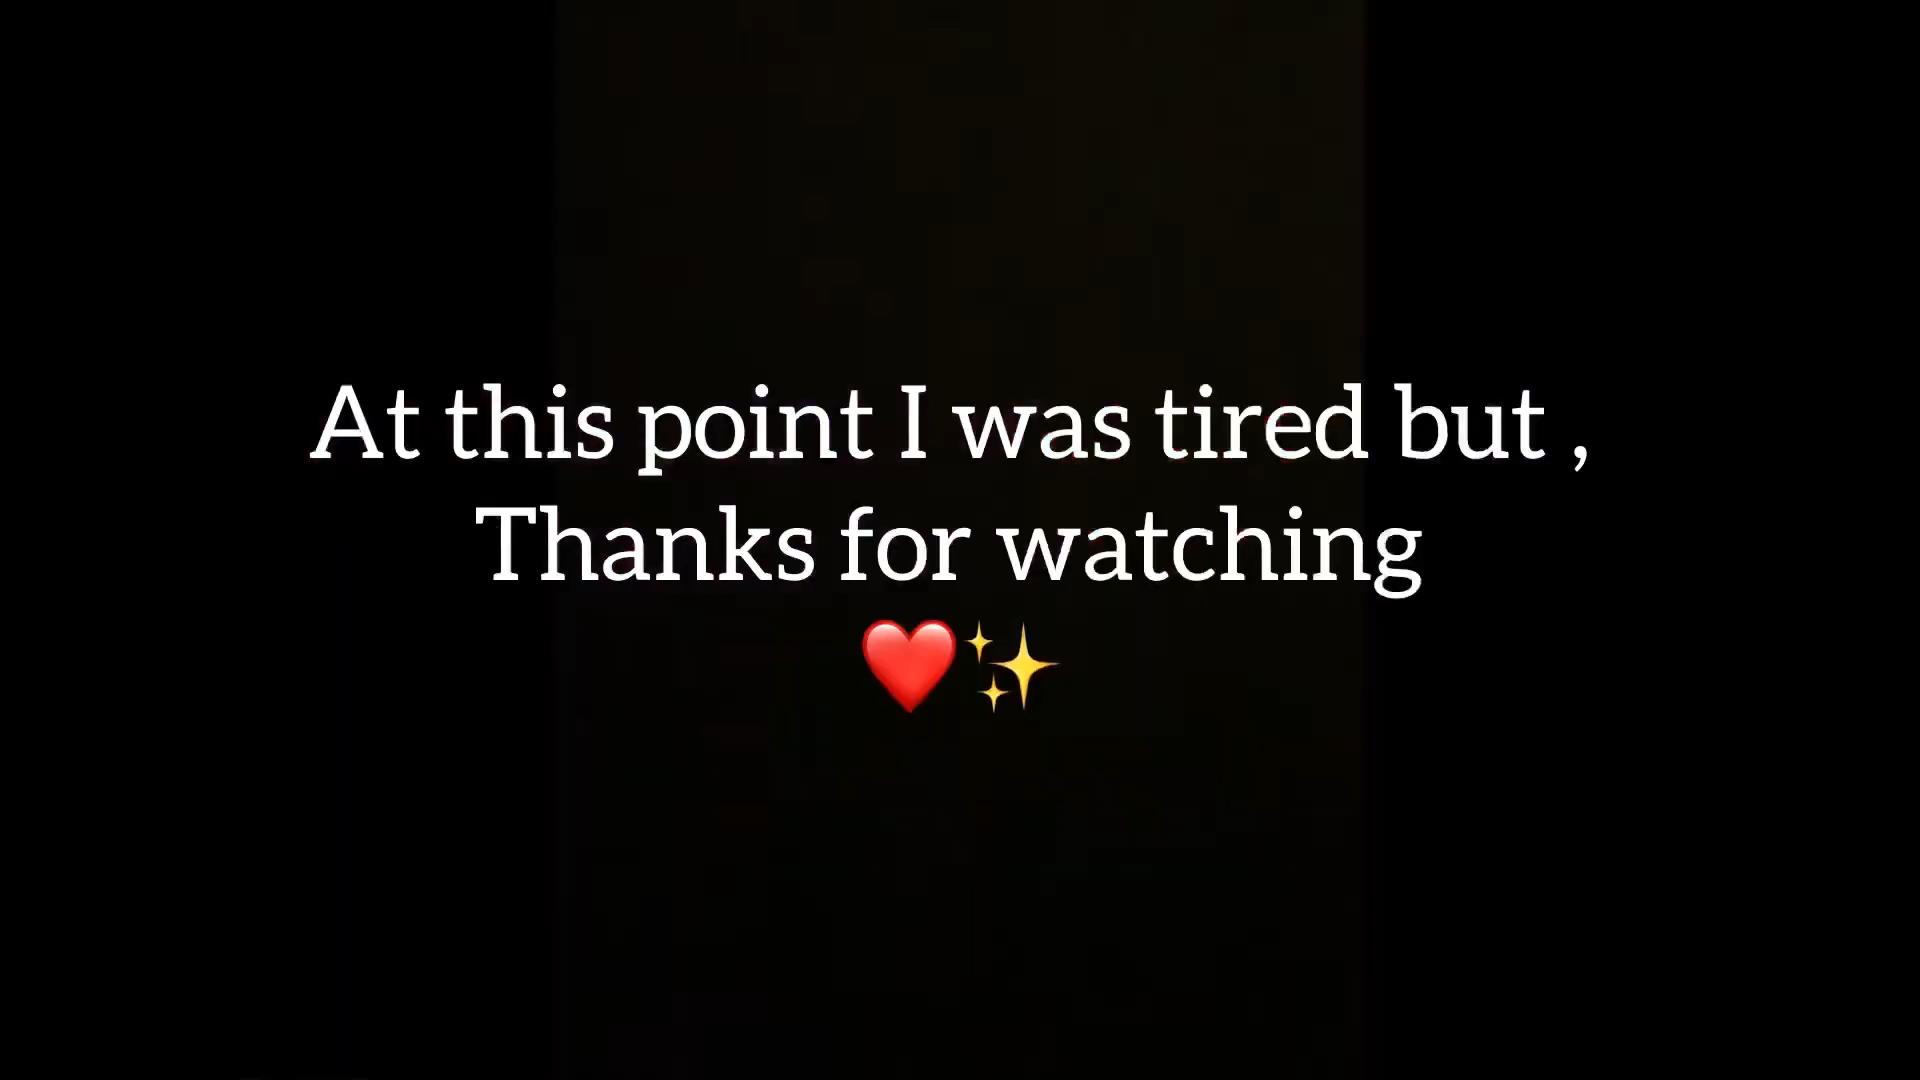 At this point I was tired but ,
Thanks for watching
❤️✨